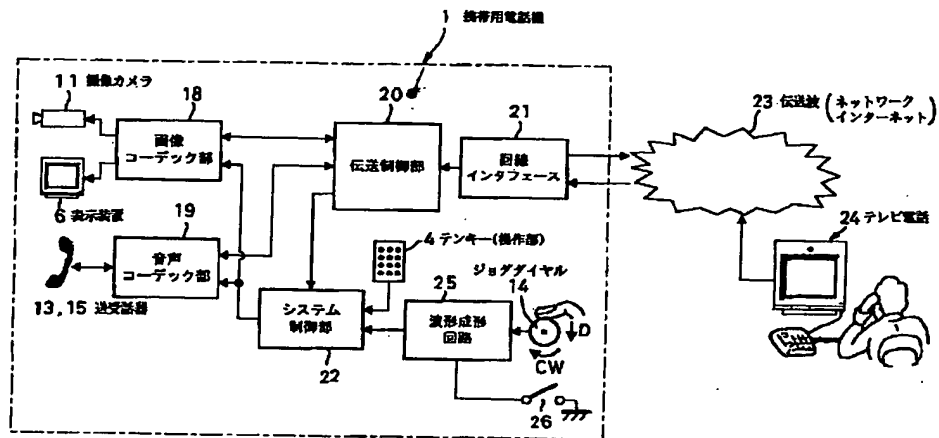 1 携帯用電話機
11 撮像カメラ
18
画像
コーデック部
20
伝送制御部
21
回線
インタフェース
23 伝送波(ネットワーク
インターネット)
6 表示装置
19
音声
コーデック部
4 テンキー(操作部)
24 テレビ電話
13,15 送受話器
システム
制御部
22
25
波形成形
回路
ジョグダイヤル
14
D
CW
26